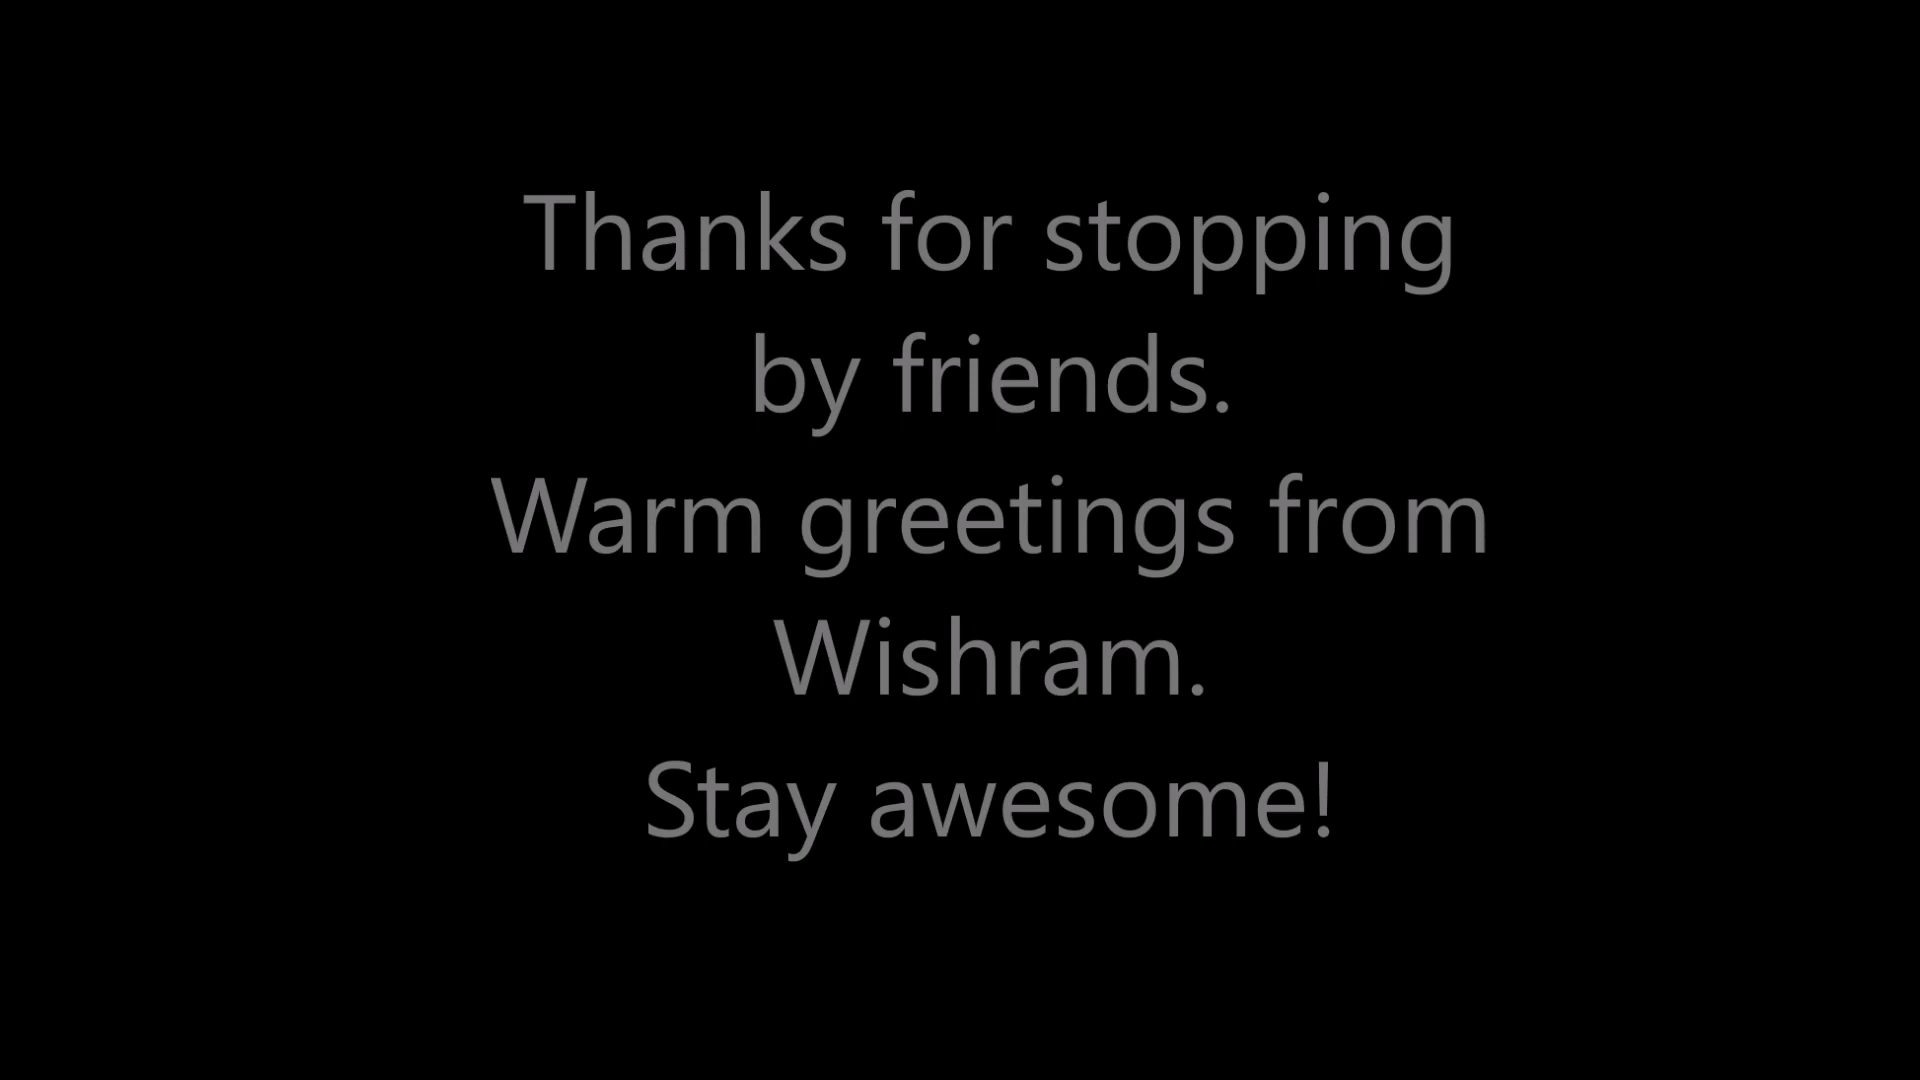 Thanks for stopping
by friends.
Warm greetings from
Wishram.
Stay awesome!